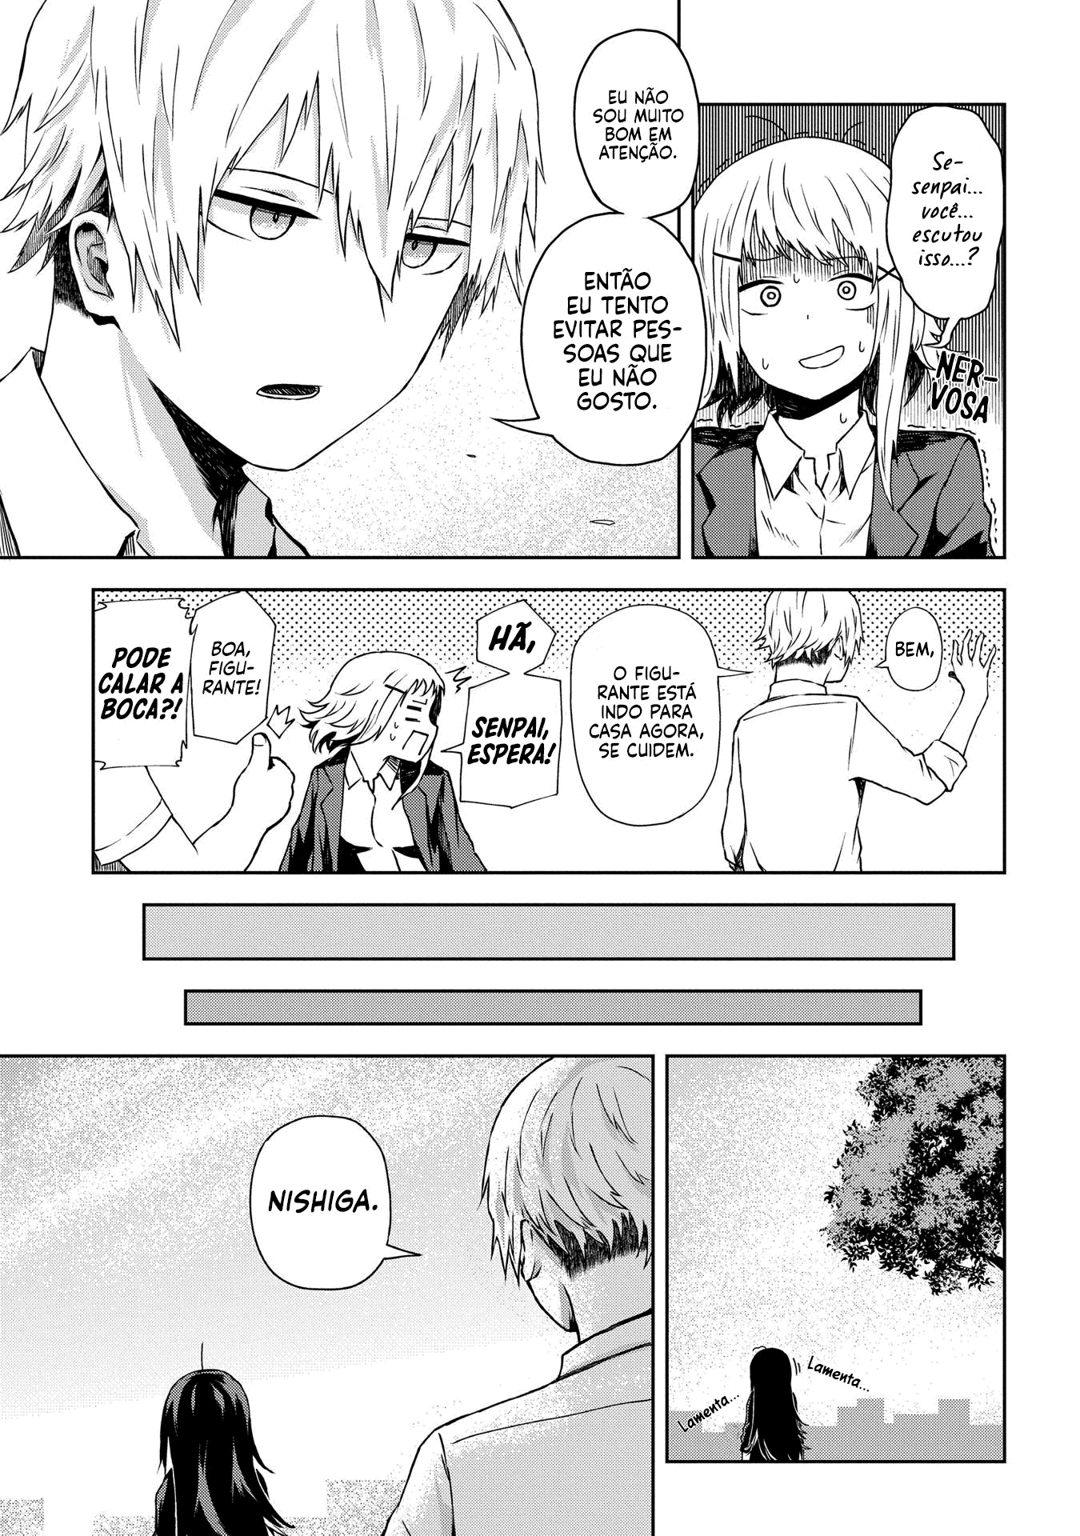 Se-
senpai...
você...
escutou
isso...?
NER-
VOSA
EU NÃO
SOU MUITO
BOM EM
ATENÇÃO.
ENTÃO
EU TENTO
EVITAR PES-
SOAS QUE
EU NÃO
GOSTO.
BEM,
O FIGU-
RANTE ESTÁ
INDO PARA
CASA AGORA,
SE CUIDEM.
HÃ,
SENPAI,
ESPERA!
BOA,
FIGU-
RANTE!
PODE
CALAR A
BOCA?!
Lamenta...
Lamenta...
NISHIGA.